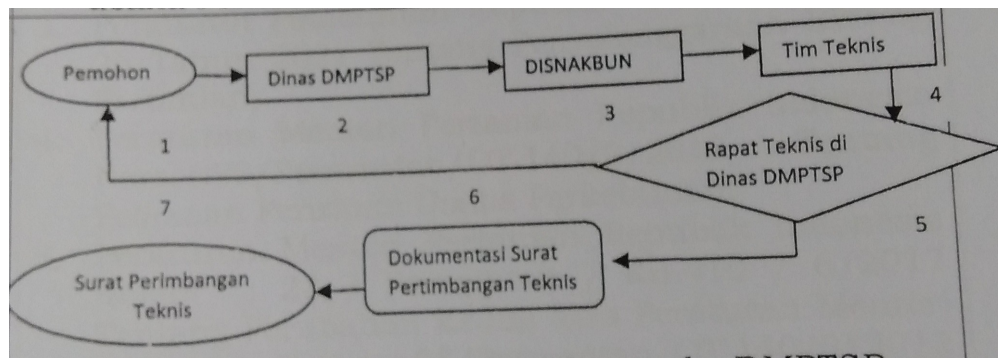 Pemohon
Dinas DMPTSP
DISNAKBUN
Tim Teknis
1
2
3
4
Rapat Teknis di
Dinas DMPTSP
5
6
7
Dokumentasi Surat
Pertimbangan Teknis
Surat Perimbangan
Teknis
DMPTSP